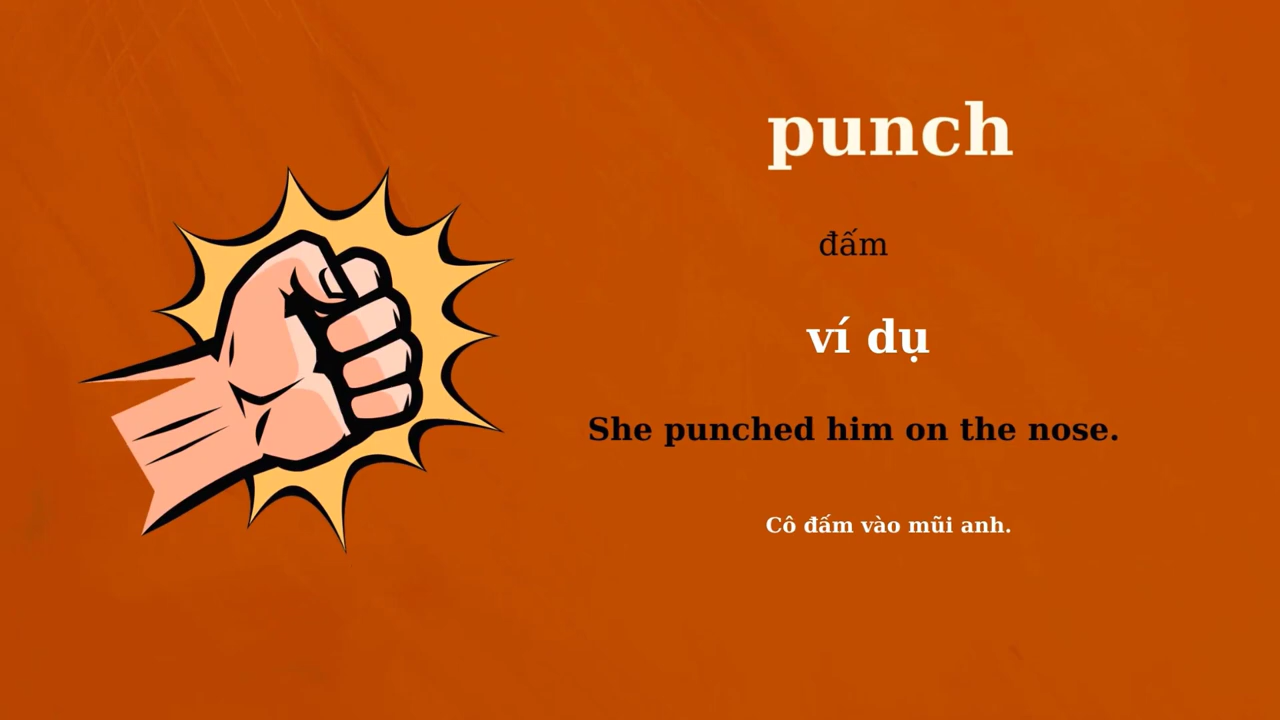 punch
đấm
ví dụ
She punched him on the nose.
Cô đấm vào mũi anh.